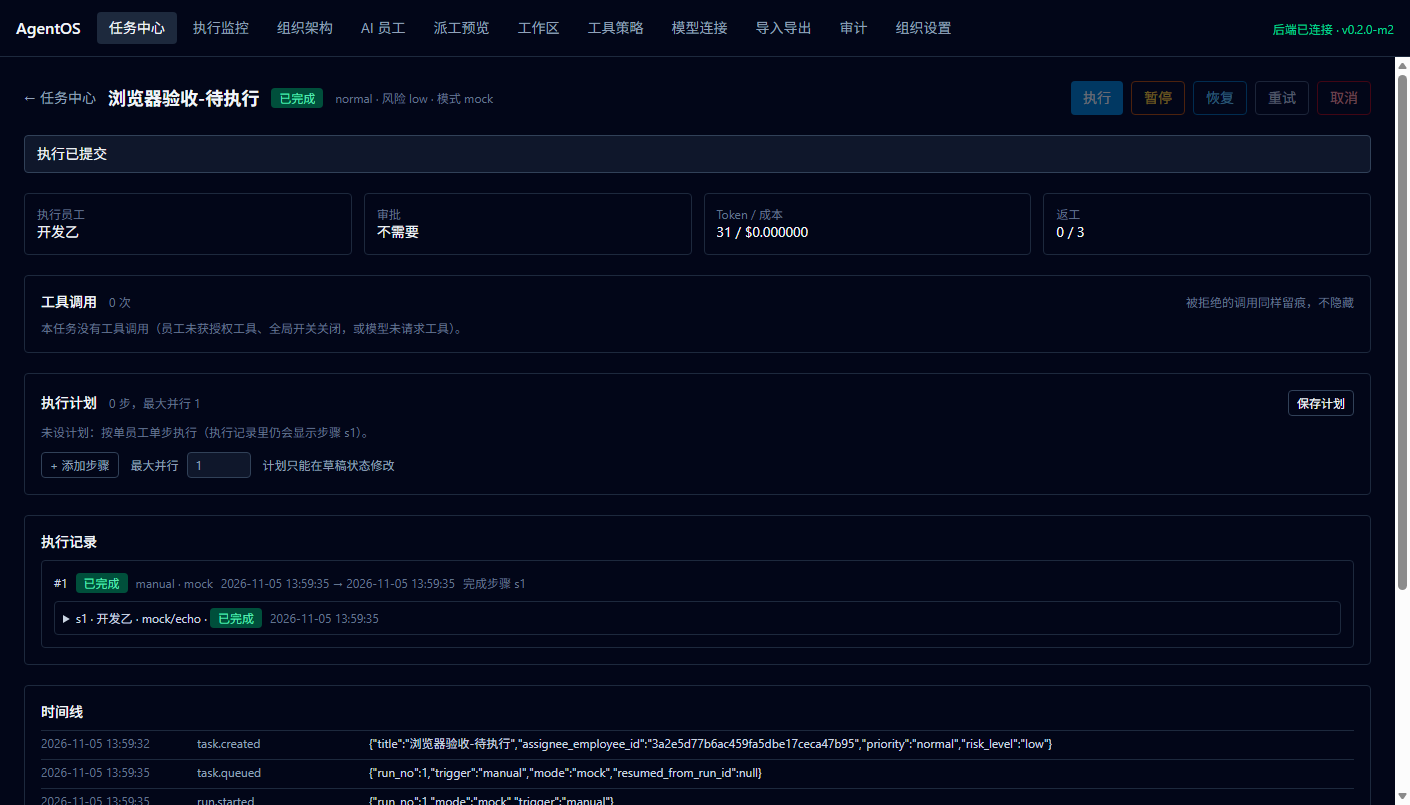 AgentOS 任务中心 执行监控 组织架构 AI 员工 派工预览 工作区 工具策略 模型连接 导入导出 审计 组织设置 后端已连接 · v0.2.0-m2
← 任务中心 浏览器验收-待执行 已完成 normal · 风险 low · 模式 mock 执行 暂停 恢复 重试 取消
执行已提交
执行员工 审批 Token / 成本 返工
开发乙 不需要 31 / $0.000000 0 / 3
工具调用 0 次 被拒绝的调用同样留痕，不隐藏
本任务没有工具调用（员工未获授权工具、全局开关关闭，或模型未请求工具）。
执行计划 0 步，最大并行 1 保存计划
未设计划：按单员工单步执行（执行记录里仍会显示步骤 s1）。
+ 添加步骤 最大并行 1 计划只能在草稿状态修改
执行记录
#1 已完成 manual · mock 2026-11-05 13:59:35 → 2026-11-05 13:59:35 完成步骤 s1
▶ s1 · 开发乙 · mock/echo · 已完成 2026-11-05 13:59:35
时间线
2026-11-05 13:59:32 task.created {"title":"浏览器验收-待执行","assignee_employee_id":"3a2e5d77b6ac459fa5dbe17ceca47b95","priority":"normal","risk_level":"low"}
2026-11-05 13:59:35 task.queued {"run_no":1,"trigger":"manual","mode":"mock","resumed_from_run_id":null}
2026-11-05 13:59:35 run.started {"run_no":1,"mode":"mock","trigger":"manual"}